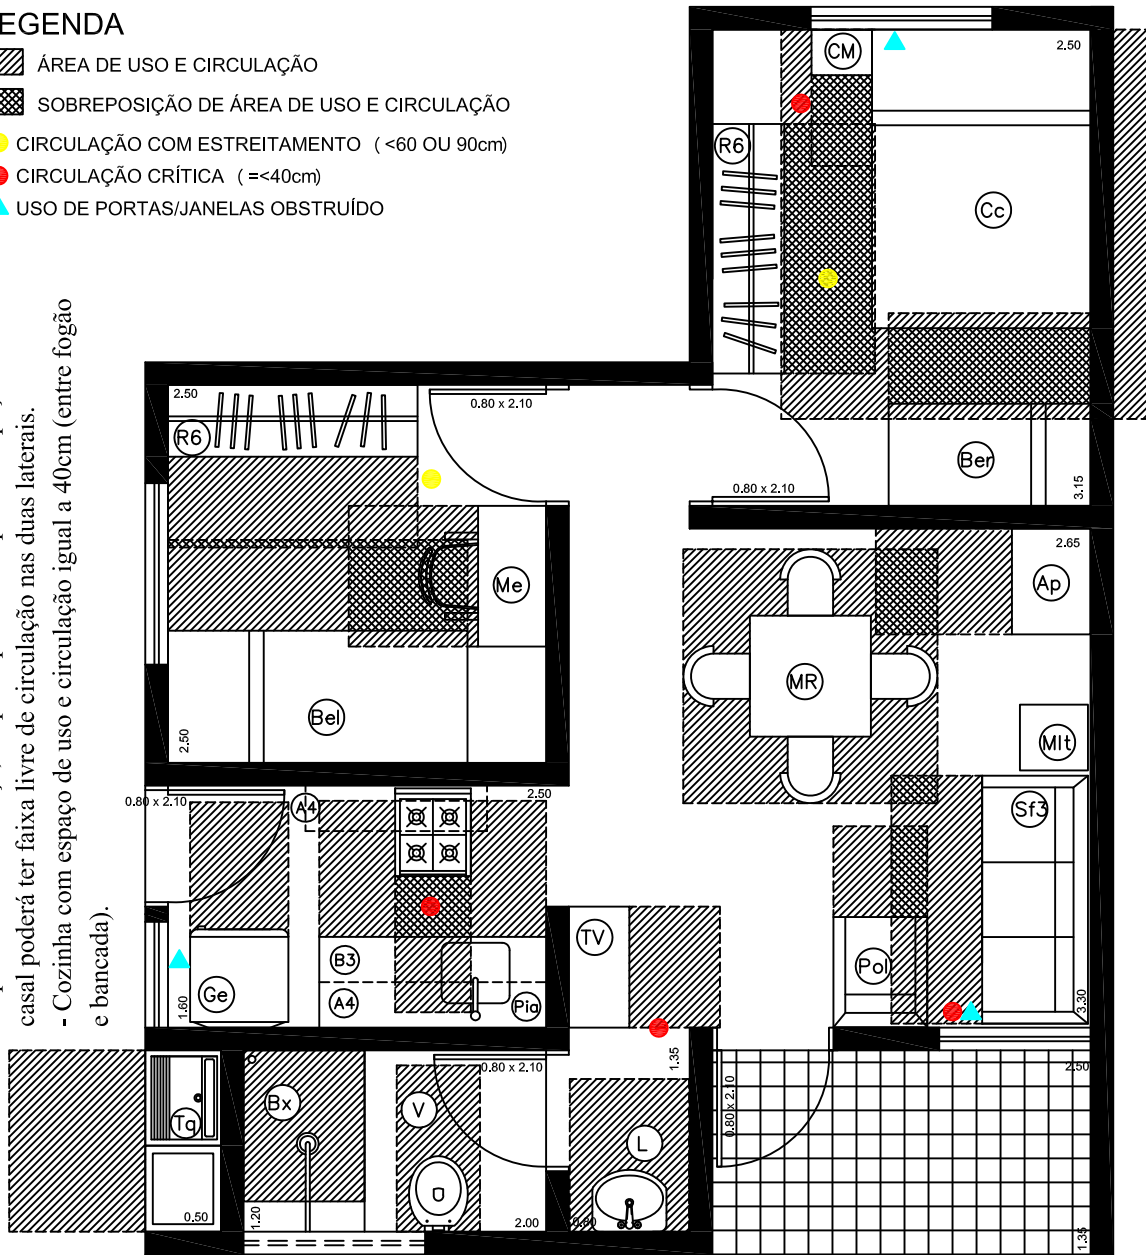 EGENDA
ÁREA DE USO E CIRCULAÇÃO
SOBREPOSIÇÃO DE ÁREA DE USO E CIRCULAÇÃO
CIRCULAÇÃO COM ESTREITAMENTO ( <60 OU 90cm)
CIRCULAÇÃO CRÍTICA ( =<40cm)
USO DE PORTAS/JANELAS OBSTRUÍDO
casal poderá ter faixa livre de circulação nas duas laterais.
- Cozinha com espaço de uso e circulação igual a 40cm (entre fogão
e bancada).
CM
2.50
R6
Cc
2.50
0.80 x 2.10
R6
Ber
0.80 x 2.10
3.15
2.65
Me
Ap
MR
Bel
2.50
Mlt
0.80 x 2.10
A4
2.50
Sf3
TV
B3
Pol
Ge
A4
Pia
1.60
3.30
1.35
0.80 x 2.10
2.50
Bx
V
0.80 x 2.10
Tq
L
0.50
1.20
2.00
0.80
1.35